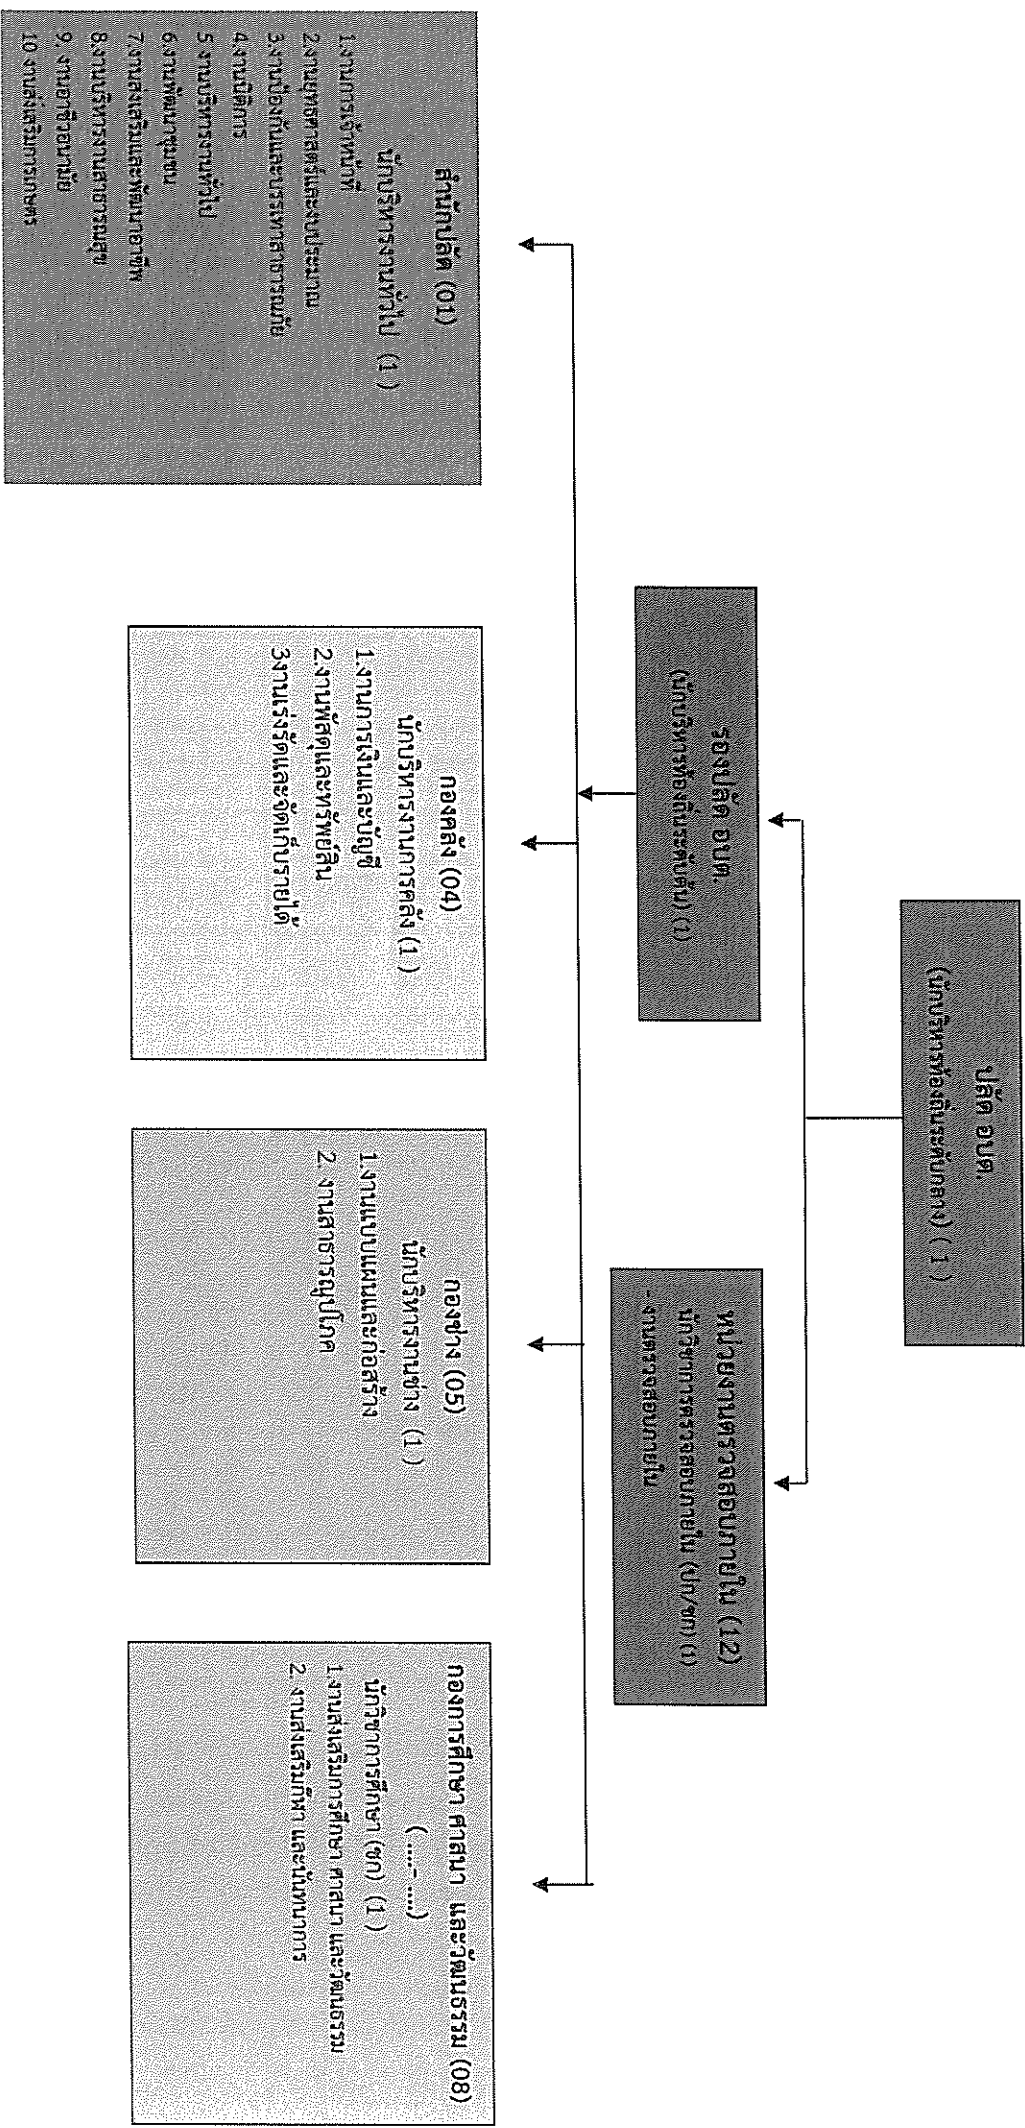 ปลัด อบต.
(นักบริหารท้องถิ่นระดับกลาง) ( 1 )
รองปลัด อบต.
(นักบริหารท้องถิ่นระดับต้น) (1)
หน่วยงานตรวจสอบภายใน (12)
นักวิชาการตรวจสอบภายใน (ปก/ชก) (1)
- งานตรวจสอบภายใน
สำนักปลัด (01)
นักบริหารงานทั่วไป (1 )
1.งานการเจ้าหน้าที่
2.งานยุทธศาสตร์และงบประมาณ
3.งานป้องกันและบรรเทาสาธารณภัย
4.งานนิติการ
5.งานบริหารงานทั่วไป
6.งานพัฒนาชุมชน
7.งานส่งเสริมและพัฒนาอาชีพ
8.งานบริหารงานสาธารณสุข
9. งานอาชีวอนามัย
10.งานส่งเสริมการเกษตร
กองคลัง (04)
นักบริหารงานการคลัง (1 )
1.งานการเงินและบัญชี
2.งานพัสดุและทรัพย์สิน
3งานเร่งรัดและจัดเก็บรายได้
กองช่าง (05)
นักบริหารงานช่าง (1 )
1.งานแบบแผนและก่อสร้าง
2. งานสาธารณูปโภค
กองการศึกษา ศาสนา และวัฒนธรรม (08)
( .....- .....)
นักวิชาการศึกษา (ชก) (1 )
1.งานส่งเสริมการศึกษา ศาสนา และวัฒนธรรม
2. งานส่งเสริมกีฬา และนันทนาการ